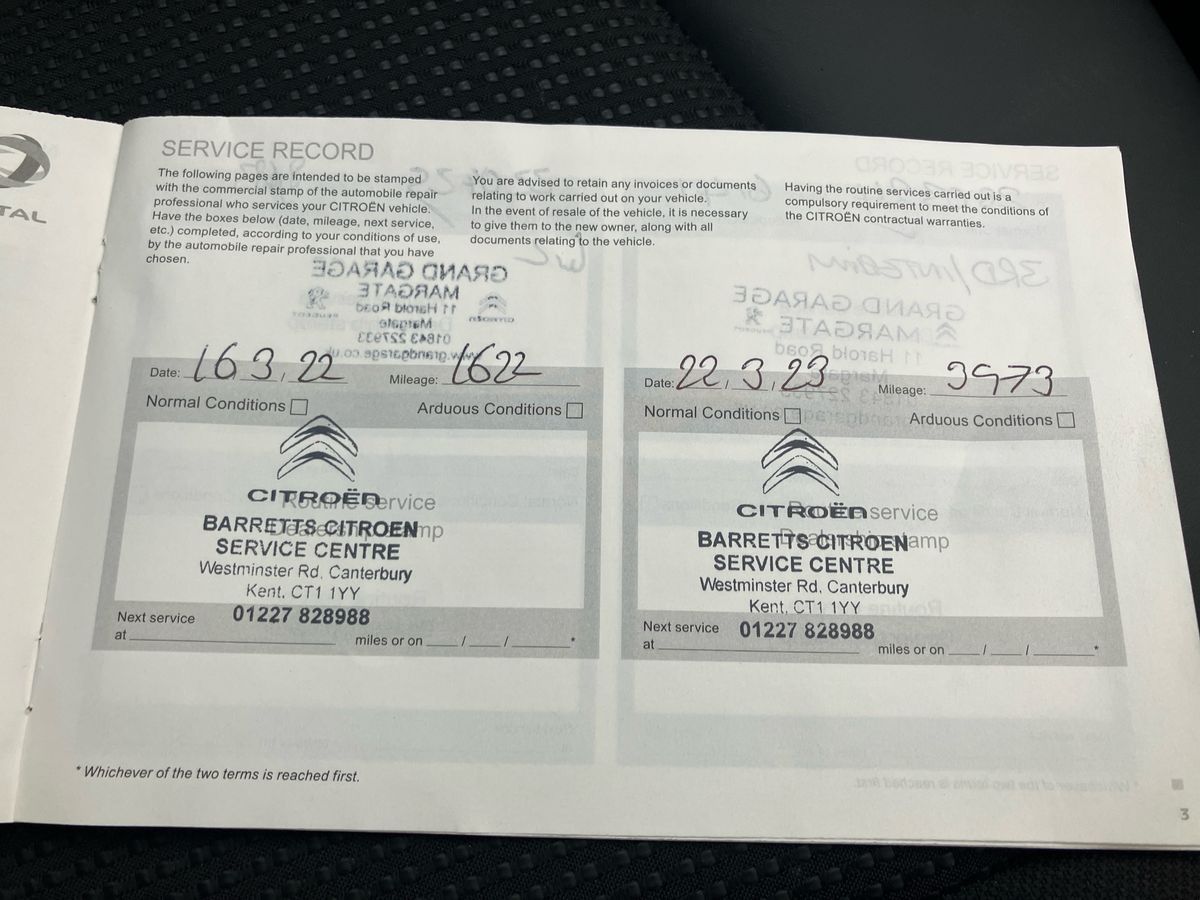 TAL
SERVICE RECORD
The following pages are intended to be stamped
with the commercial stamp of the automobile repair
professional who services your CITROËN vehicle.
Have the boxes below (date, mileage, next service,
etc.) completed, according to your conditions of use,
by the automobile repair professional that you have
chosen.
You are advised to retain any invoices or documents
relating to work carried out on your vehicle.
In the event of resale of the vehicle, it is necessary
to give them to the new owner, along with all
documents relating to the vehicle.
Having the routine services carried out is a
compulsory requirement to meet the conditions of
the CITROËN contractual warranties.
Date: 16, 3, 22 Mileage: 1622
Normal Conditions Arduous Conditions
Routine service
Dealership stamp
CITROËN
BARRETTS CITROEN
SERVICE CENTRE
Westminster Rd, Canterbury
Kent, CT1 1YY
01227 828988
Next service
at miles or on / / *
Date: 22, 3, 23 Mileage: 3973
Normal Conditions Arduous Conditions
Routine service
Dealership stamp
CITROËN
BARRETTS CITROEN
SERVICE CENTRE
Westminster Rd, Canterbury
Kent, CT1 1YY
01227 828988
Next service
at miles or on / / *
* Whichever of the two terms is reached first.
3